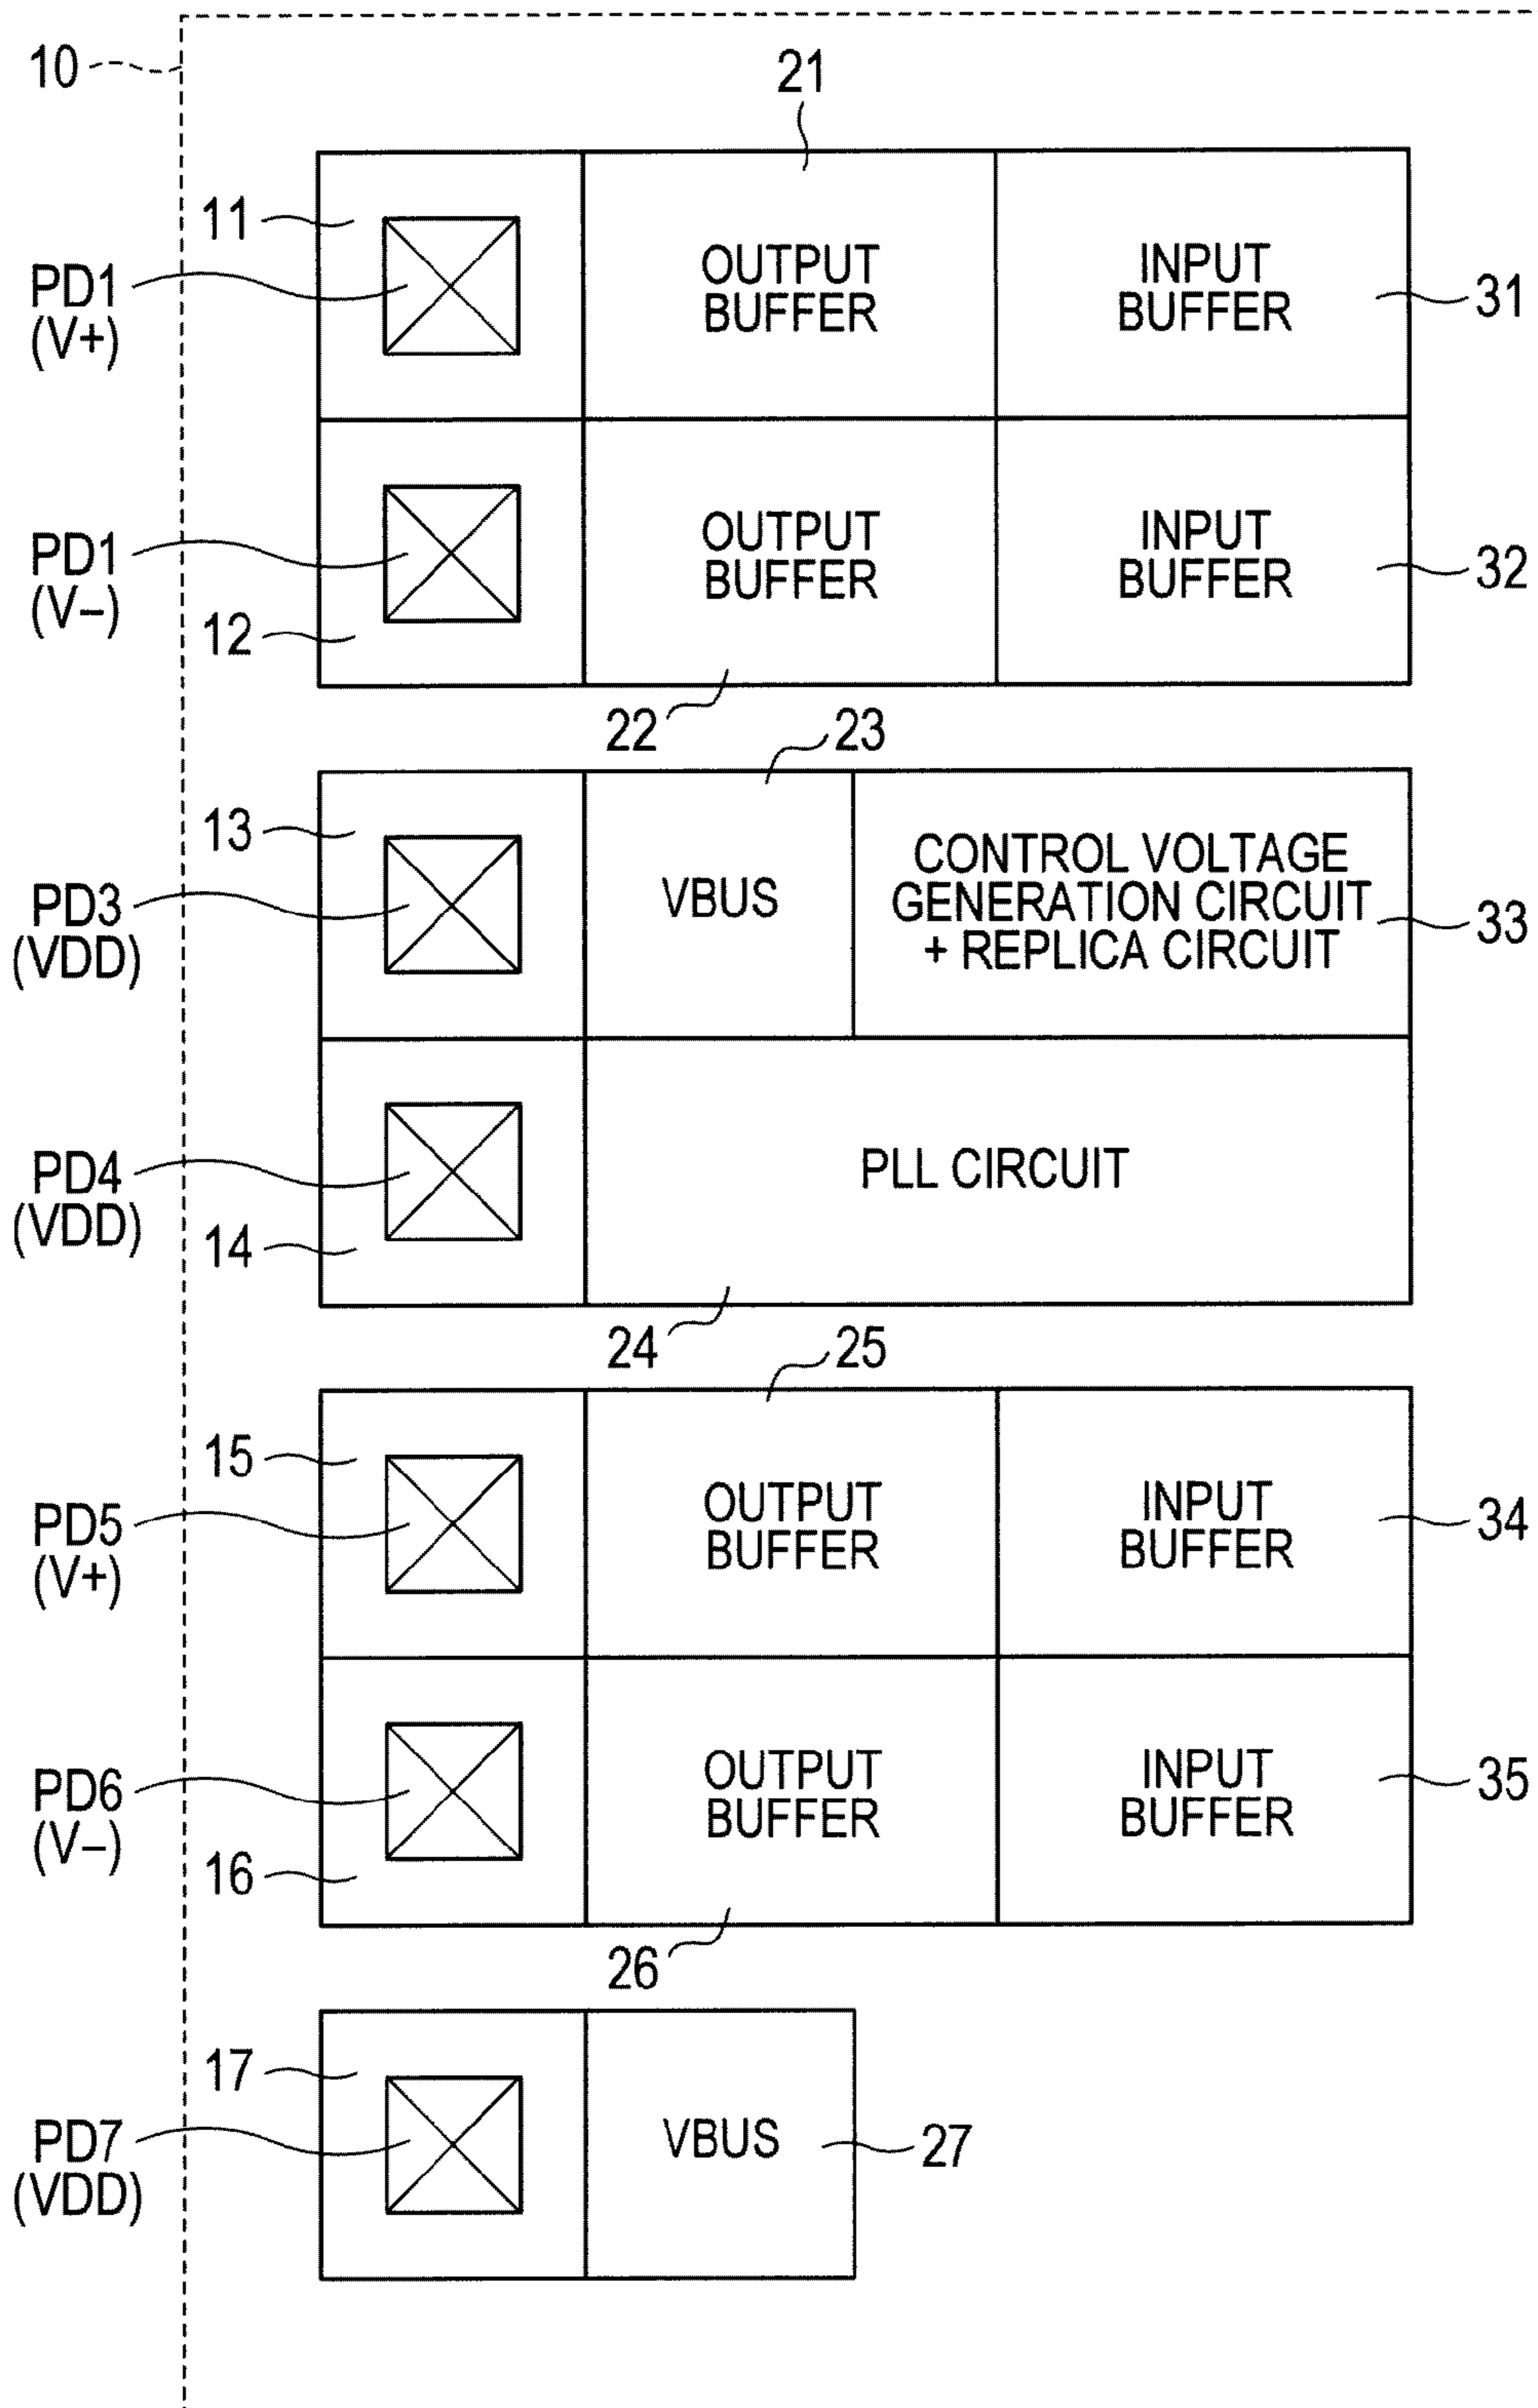 10
21
11
PD1
(V+)
OUTPUT
BUFFER
INPUT
BUFFER
31
PD1
(V–)
12
OUTPUT
BUFFER
INPUT
BUFFER
32
22
23
13
PD3
(VDD)
VBUS
CONTROL VOLTAGE
GENERATION CIRCUIT
+ REPLICA CIRCUIT
33
PD4
(VDD)
14
PLL CIRCUIT
24
25
15
PD5
(V+)
OUTPUT
BUFFER
INPUT
BUFFER
34
PD6
(V–)
16
OUTPUT
BUFFER
INPUT
BUFFER
35
26
17
PD7
(VDD)
VBUS
27